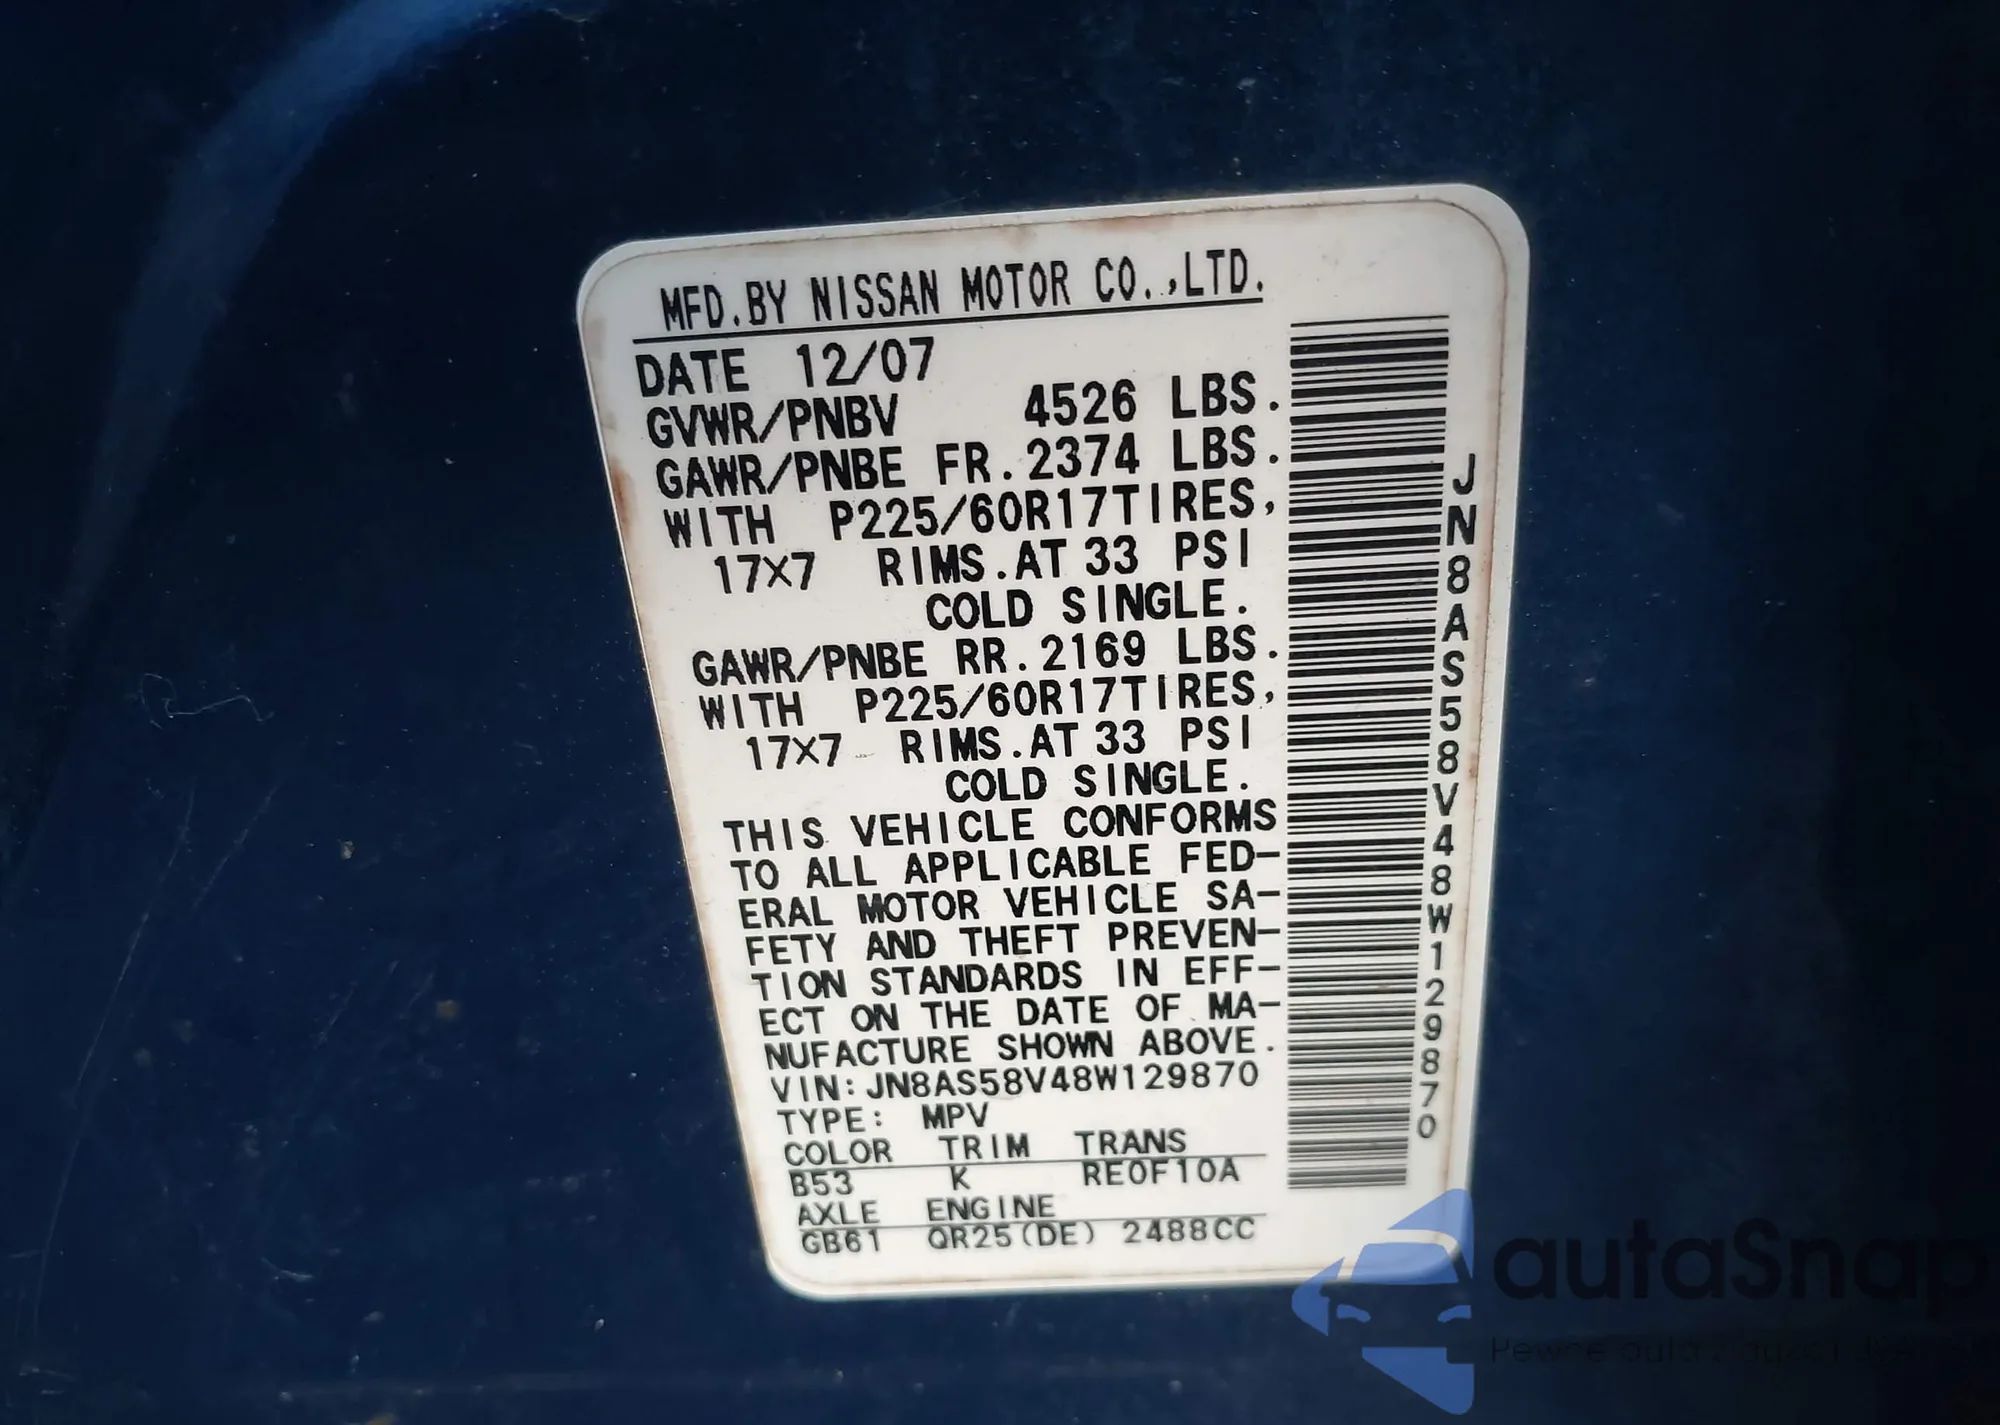 MFD.BY NISSAN MOTOR CO.,LTD.
DATE 12/07
GVWR/PNBV 4526 LBS.
GAWR/PNBE FR.2374 LBS.
WITH P225/60R17TIRES,
17X7 RIMS.AT 33 PSI
COLD SINGLE.
GAWR/PNBE RR.2169 LBS.
WITH P225/60R17TIRES,
17X7 RIMS.AT 33 PSI
COLD SINGLE.
THIS VEHICLE CONFORMS
TO ALL APPLICABLE FED-
ERAL MOTOR VEHICLE SA-
FETY AND THEFT PREVEN-
TION STANDARDS IN EFF-
ECT ON THE DATE OF MA-
NUFACTURE SHOWN ABOVE.
VIN:JN8AS58V48W129870
TYPE: MPV
COLOR TRIM TRANS
B53 K RE0F10A
AXLE ENGINE
GB61 QR25(DE) 2488CC
JN8AS58V48W129870
autaSnap
Pewne auto z